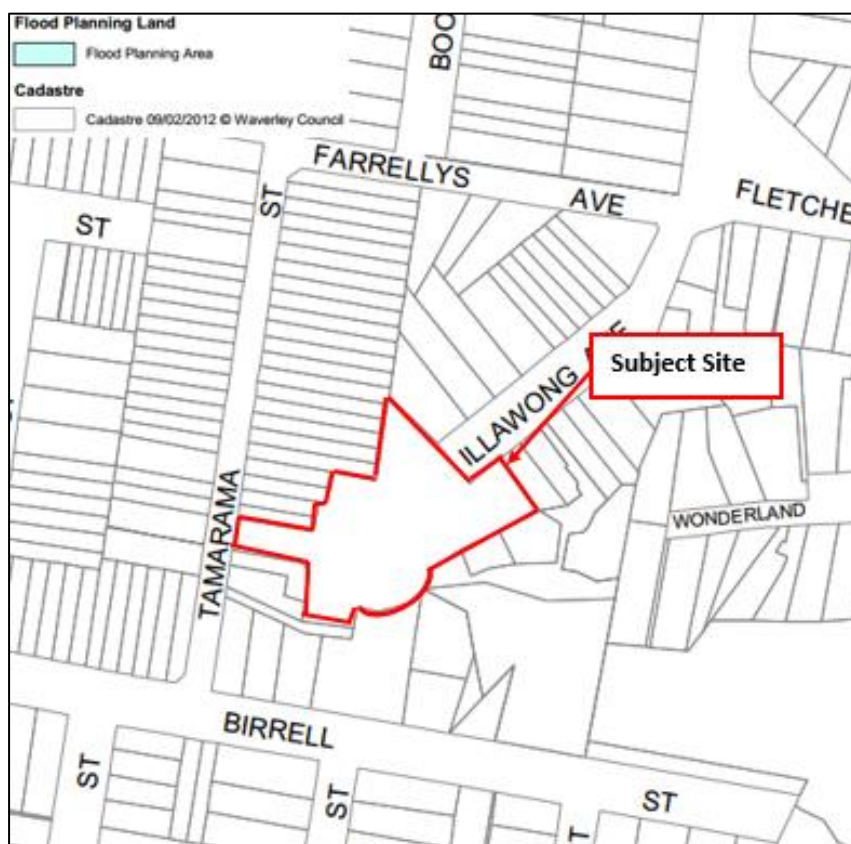 Flood Planning Land
Flood Planning Area
Cadastre
Cadastre 09/02/2012 © Waverley Council
BOO
FARRELLYS
AVE
FLETCHE
ST
ST
Subject Site
ILLAWONG
TAMARAMA
WONDERLAND
BIRRELL
ST
ST
ST